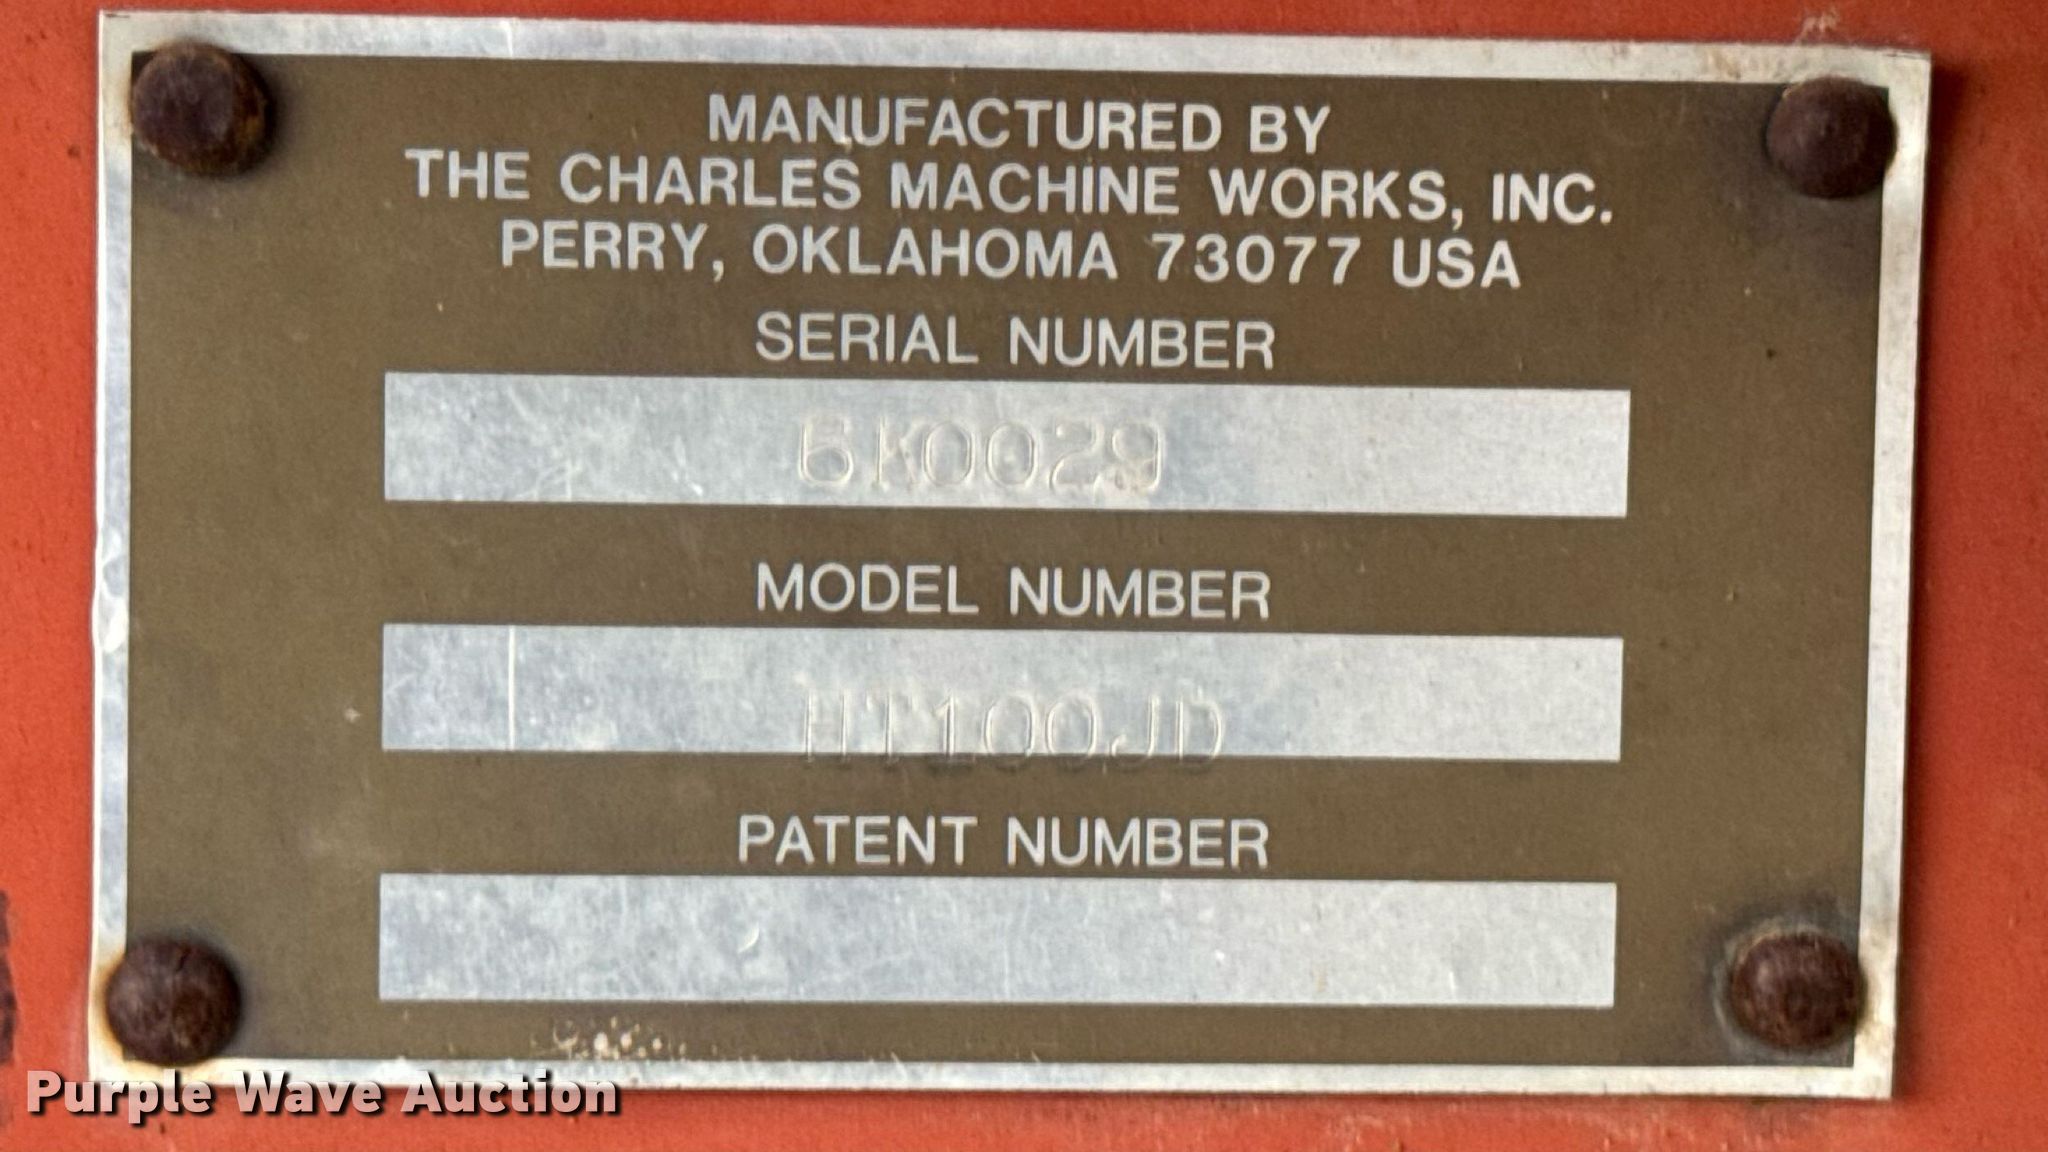 MANUFACTURED BY
THE CHARLES MACHINE WORKS, INC.
PERRY, OKLAHOMA 73077 USA
SERIAL NUMBER
6K0029
MODEL NUMBER
HT100JD
PATENT NUMBER
Purple Wave Auction